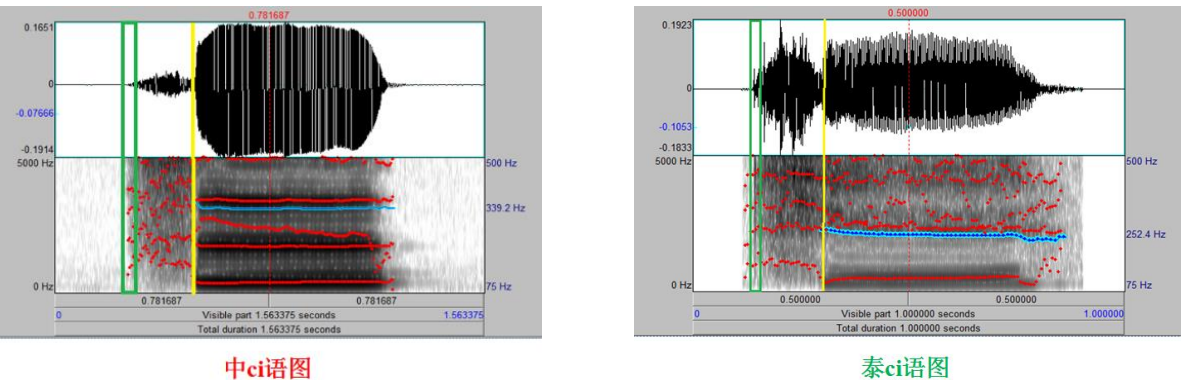 0.781687
0.1651
0
-0.07666
-0.1914
5000 Hz
500 Hz
339.2 Hz
0 Hz
75 Hz
0.781687
0.781687
0
Visible part 1.563375 seconds
1.563375
Total duration 1.563375 seconds
中ci语图
0.500000
0.1923
0
-0.1053
-0.1833
5000 Hz
500 Hz
252.4 Hz
0 Hz
75 Hz
0.500000
0.500000
0
Visible part 1.000000 seconds
1.000000
Total duration 1.000000 seconds
泰ci语图